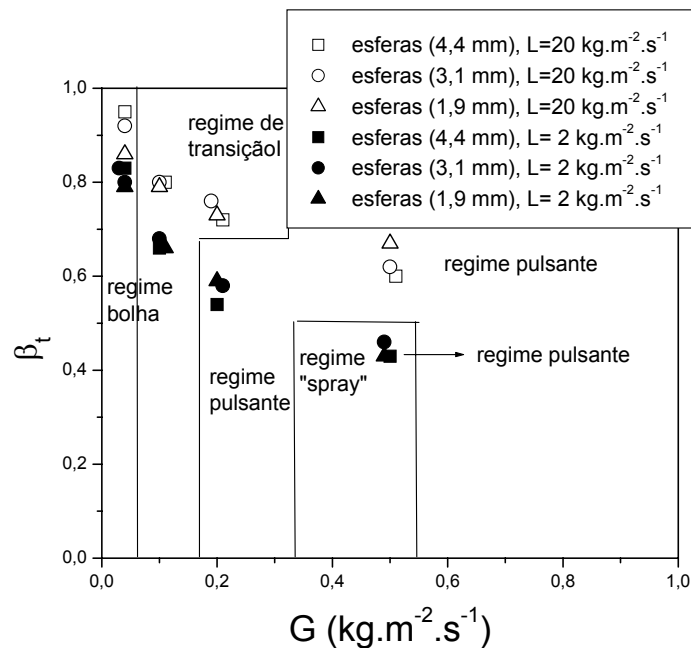 esferas (4,4 mm), L=20 kg.m⁻².s⁻¹
esferas (3,1 mm), L=20 kg.m⁻².s⁻¹
esferas (1,9 mm), L=20 kg.m⁻².s⁻¹
esferas (4,4 mm), L= 2 kg.m⁻².s⁻¹
esferas (3,1 mm), L= 2 kg.m⁻².s⁻¹
esferas (1,9 mm), L= 2 kg.m⁻².s⁻¹
1,0
0,8
0,6
0,4
0,2
0,0
βt
regime de
transiçãol
regime
bolha
regime
pulsante
regime
"spray"
regime pulsante
regime pulsante
0,0 0,2 0,4 0,6 0,8 1,0
G (kg.m⁻².s⁻¹)